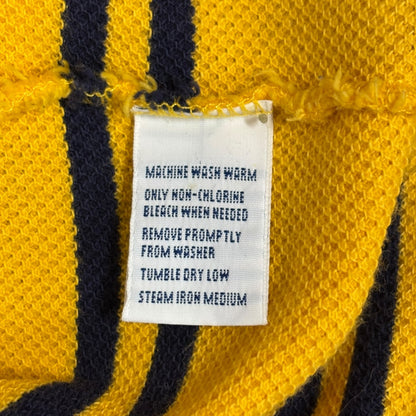 MACHINE WASH WARM
ONLY NON-CHLORINE
BLEACH WHEN NEEDED
REMOVE PROMPTLY
FROM WASHER
TUMBLE DRY LOW
STEAM IRON MEDIUM